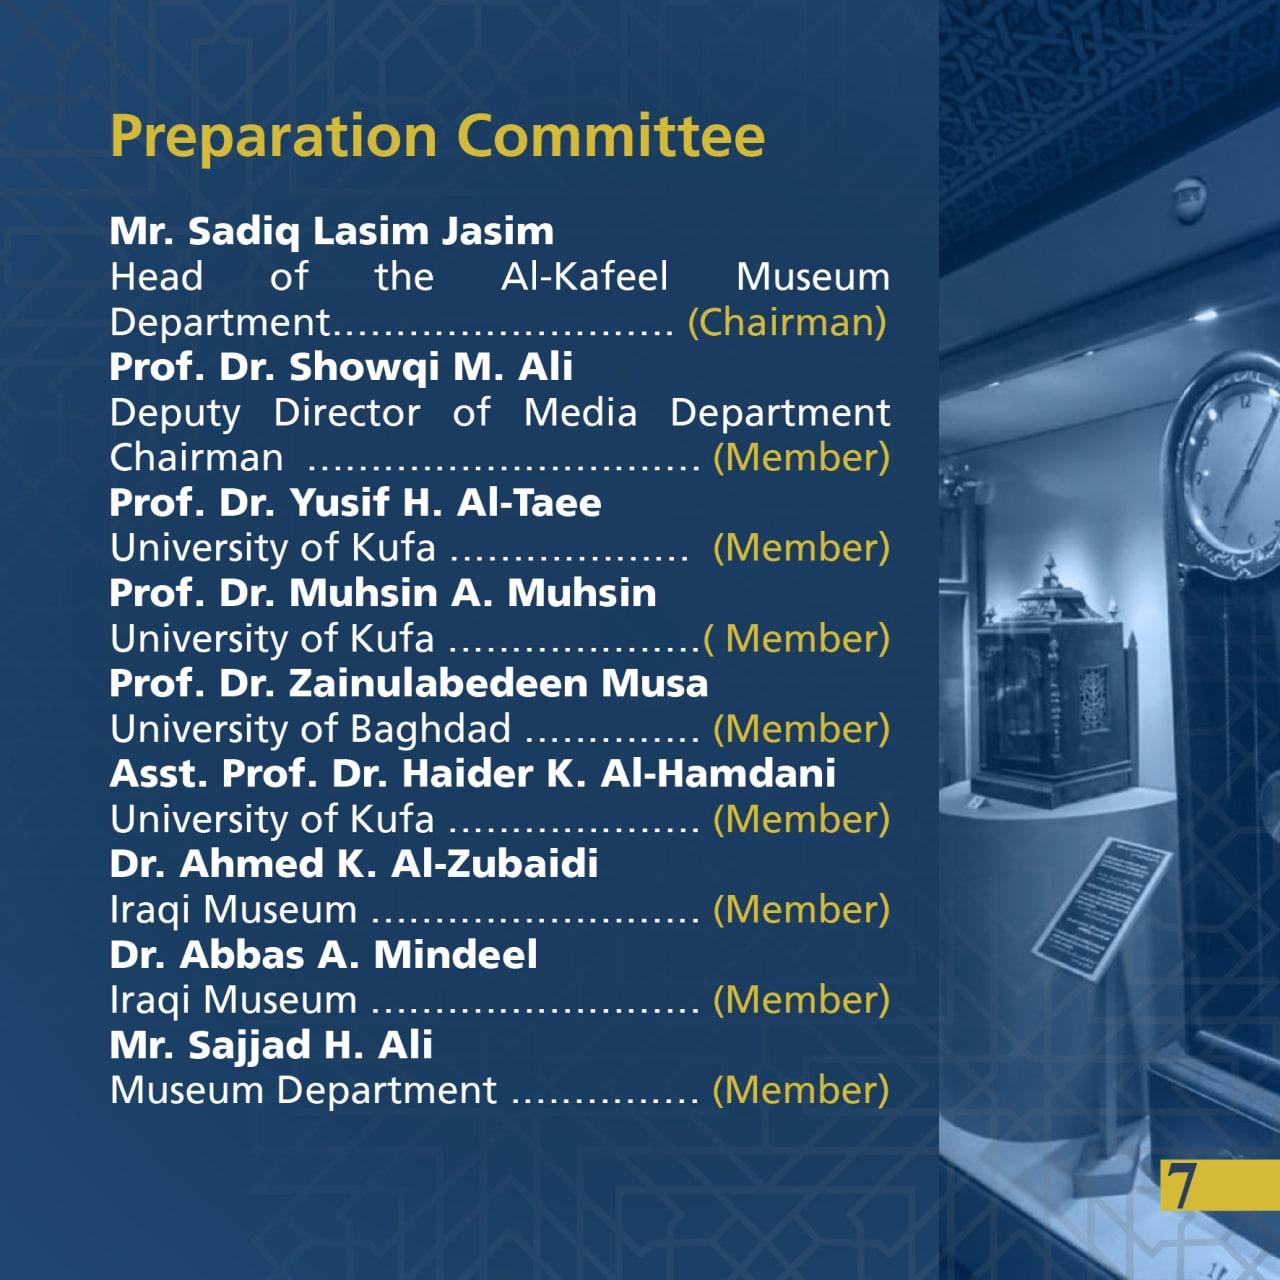 Preparation Committee
Mr. Sadiq Lasim Jasim
Head of the Al-Kafeel Museum
Department........................... (Chairman)
Prof. Dr. Showqi M. Ali
Deputy Director of Media Department
Chairman ............................... (Member)
Prof. Dr. Yusif H. Al-Taee
University of Kufa ................... (Member)
Prof. Dr. Muhsin A. Muhsin
University of Kufa ....................( Member)
Prof. Dr. Zainulabedeen Musa
University of Baghdad .............. (Member)
Asst. Prof. Dr. Haider K. Al-Hamdani
University of Kufa .................... (Member)
Dr. Ahmed K. Al-Zubaidi
Iraqi Museum .......................... (Member)
Dr. Abbas A. Mindeel
Iraqi Museum .......................... (Member)
Mr. Sajjad H. Ali
Museum Department ............... (Member)
12
6
7